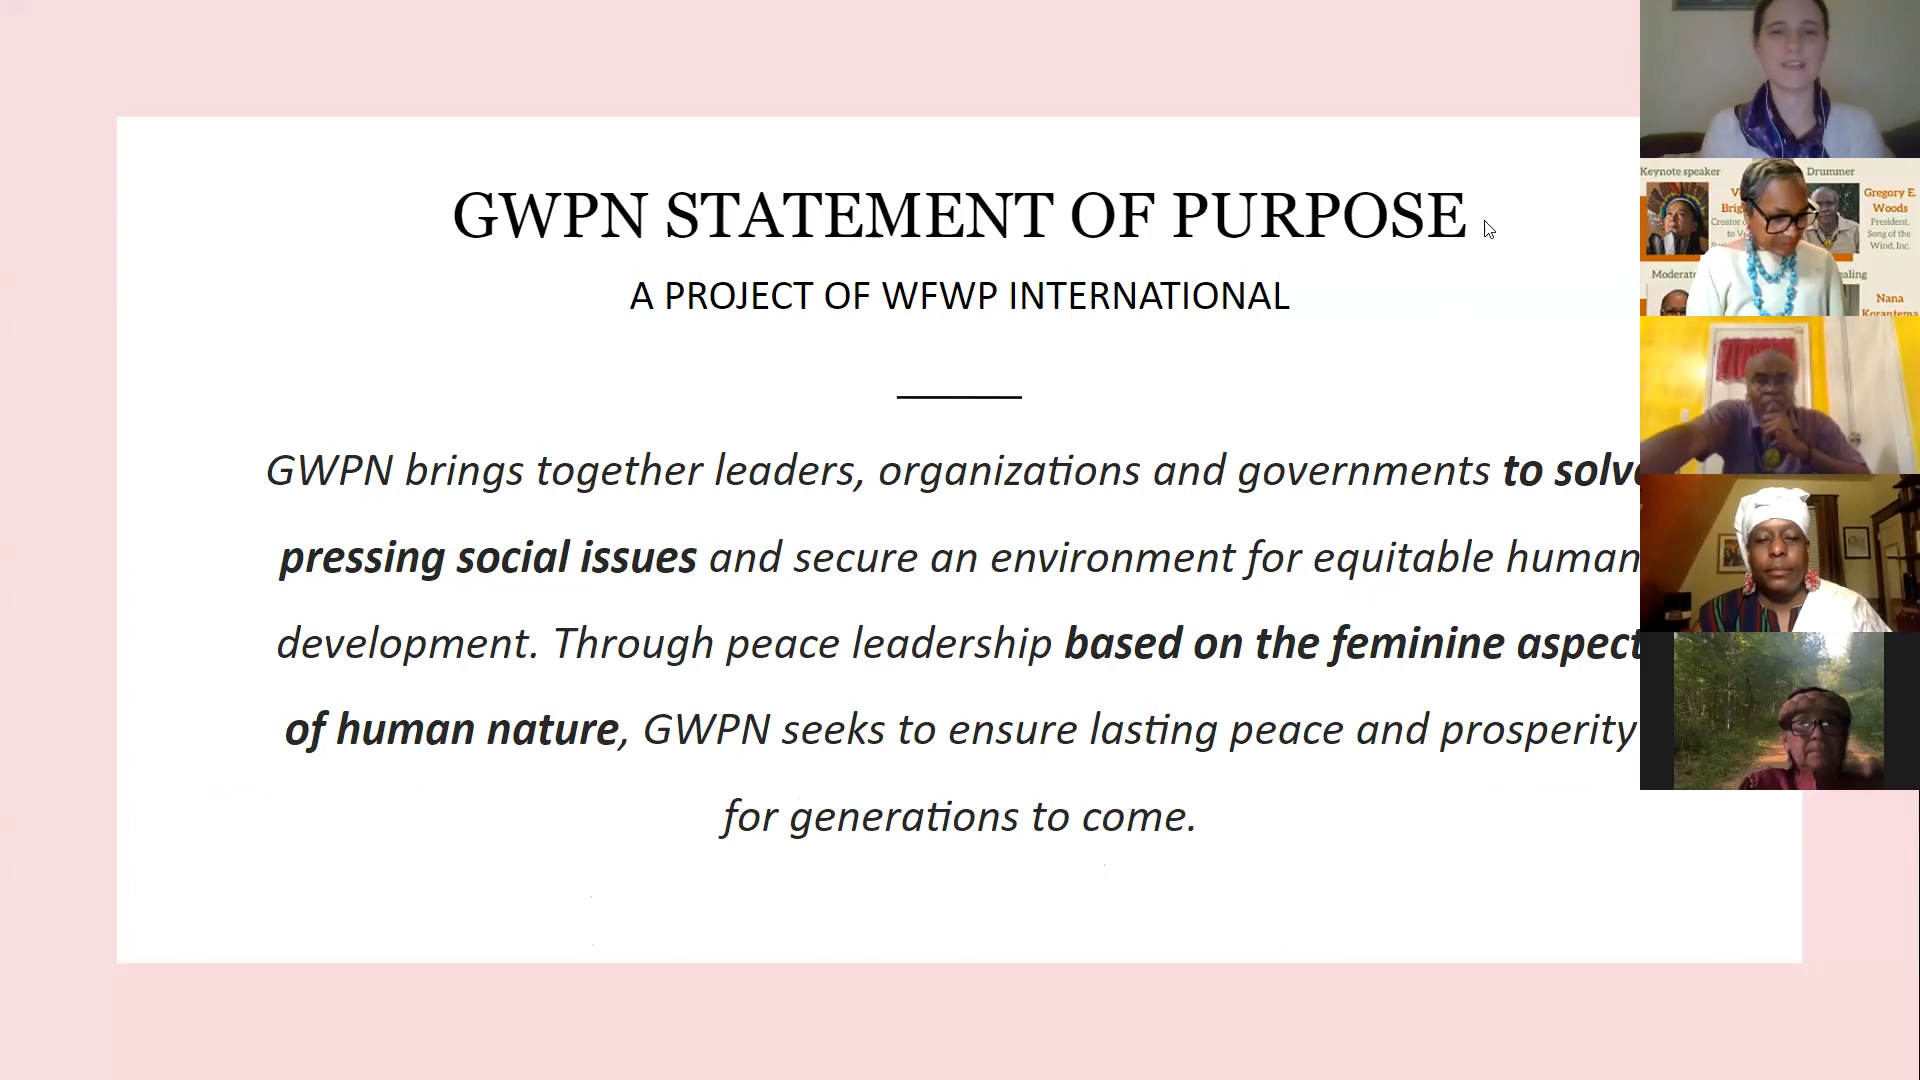 GWPN STATEMENT OF PURPOSE
A PROJECT OF WFWP INTERNATIONAL
GWPN brings together leaders, organizations and governments to solve
pressing social issues and secure an environment for equitable human
development. Through peace leadership based on the feminine aspect
of human nature, GWPN seeks to ensure lasting peace and prosperity
for generations to come.
Keynote speaker
Drummer
Gregory E.
Woods
President,
Song of the
Wind, Inc.
Nana
Korantema